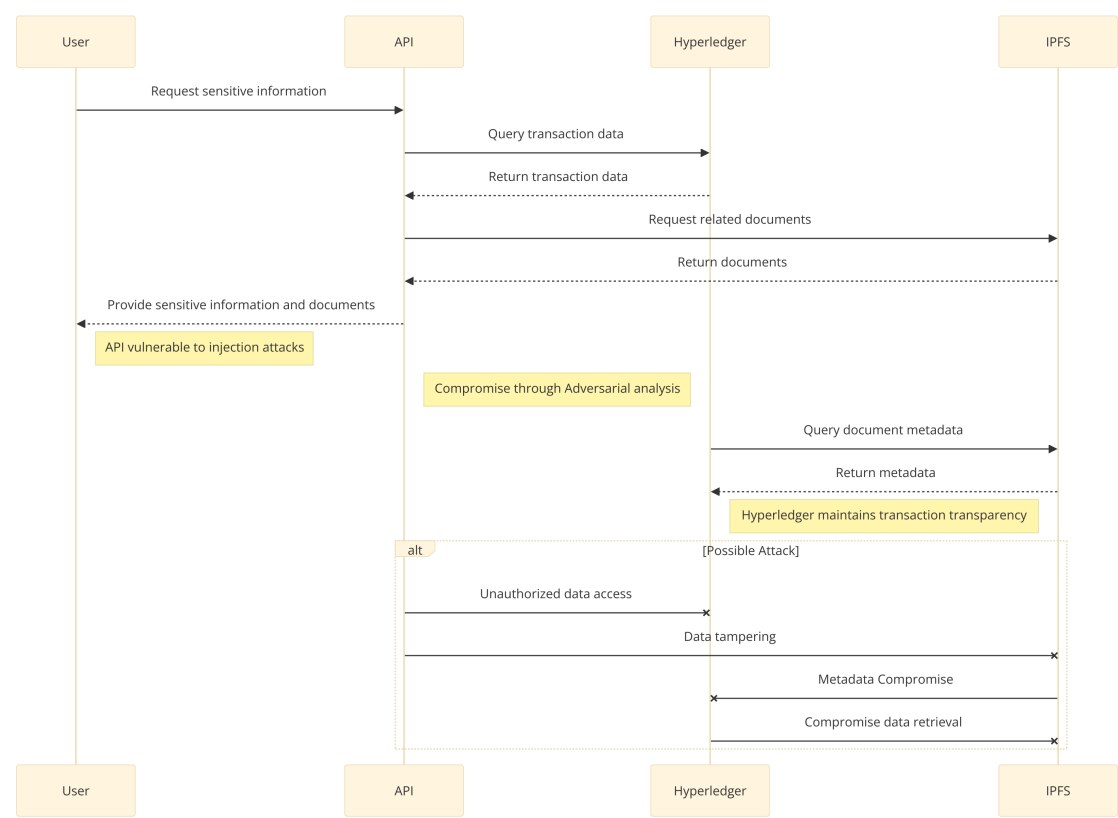 User
API
Hyperledger
IPFS
Request sensitive information
Query transaction data
Return transaction data
Request related documents
Return documents
Provide sensitive information and documents
API vulnerable to injection attacks
Compromise through Adversarial analysis
Query document metadata
Return metadata
Hyperledger maintains transaction transparency
alt
[Possible Attack]
Unauthorized data access
Data tampering
Metadata Compromise
Compromise data retrieval
User
API
Hyperledger
IPFS